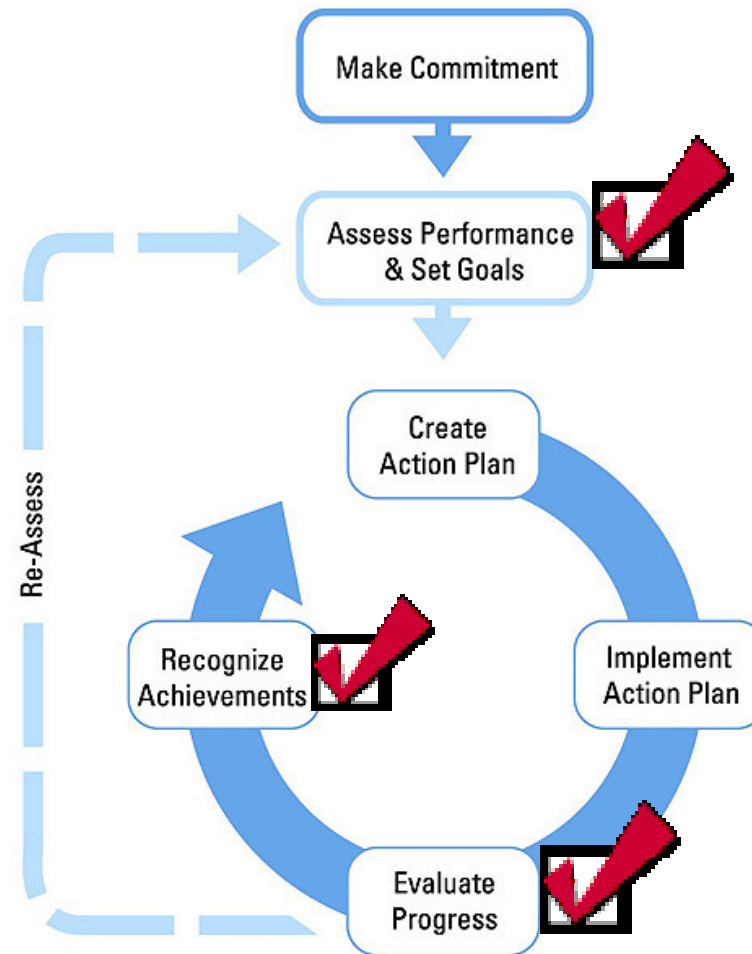 Make Commitment
Assess Performance
& Set Goals
Create
Action Plan
Re-Assess
Recognize
Achievements
Implement
Action Plan
Evaluate
Progress